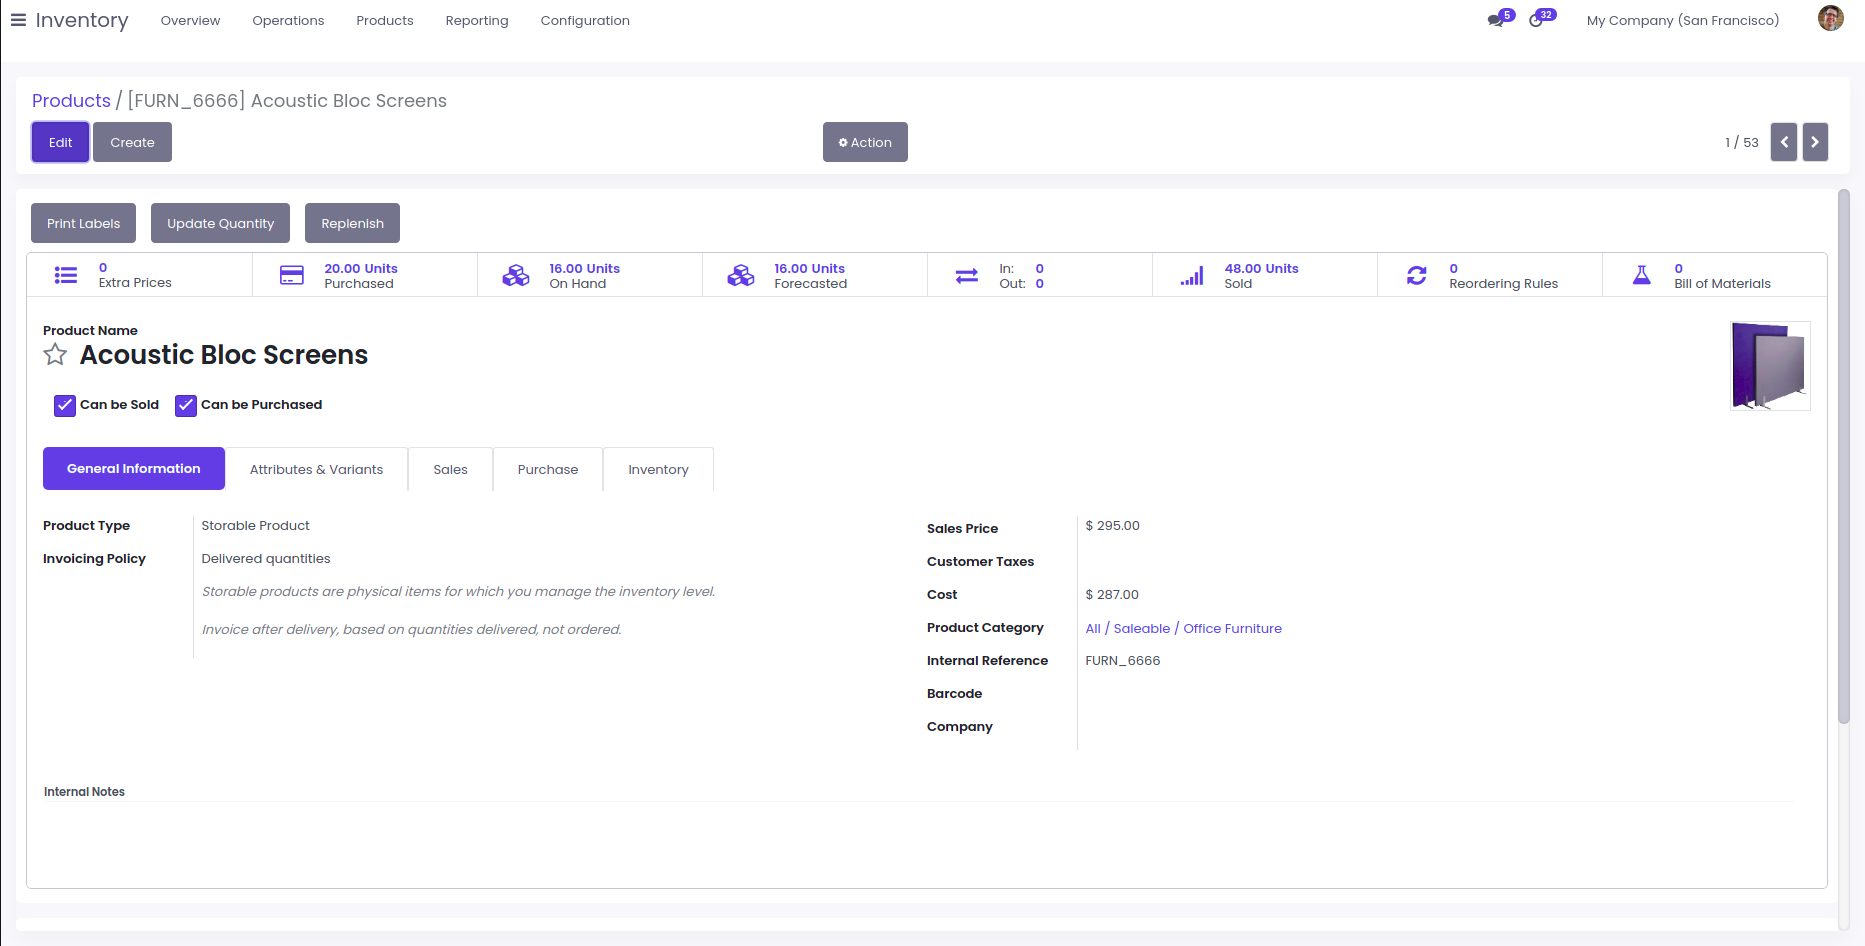 Inventory Overview Operations Products Reporting Configuration 5 32 My Company (San Francisco)
Products / [FURN_6666] Acoustic Bloc Screens
Edit Create Action 1 / 53
Print Labels Update Quantity Replenish
0 Extra Prices
20.00 Units Purchased
16.00 Units On Hand
16.00 Units Forecasted
In: 0
Out: 0
48.00 Units Sold
0 Reordering Rules
0 Bill of Materials
Product Name
Acoustic Bloc Screens
Can be Sold Can be Purchased
General Information Attributes & Variants Sales Purchase Inventory
Product Type Storable Product
Invoicing Policy Delivered quantities
Storable products are physical items for which you manage the inventory level.
Invoice after delivery, based on quantities delivered, not ordered.
Sales Price $ 295.00
Customer Taxes
Cost $ 287.00
Product Category All / Saleable / Office Furniture
Internal Reference FURN_6666
Barcode
Company
Internal Notes